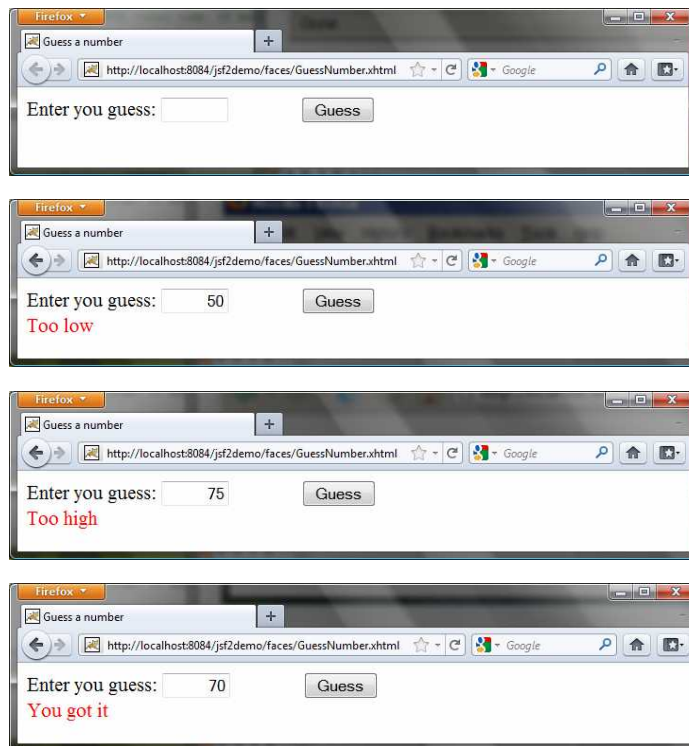 Firefox
Guess a number
http://localhost:8084/jsf2demo/faces/GuessNumber.xhtml
Google
Enter you guess:
Guess
Firefox
Guess a number
http://localhost:8084/jsf2demo/faces/GuessNumber.xhtml
Google
Enter you guess: 50
Guess
Too low
Firefox
Guess a number
http://localhost:8084/jsf2demo/faces/GuessNumber.xhtml
Google
Enter you guess: 75
Guess
Too high
Firefox
Guess a number
http://localhost:8084/jsf2demo/faces/GuessNumber.xhtml
Google
Enter you guess: 70
Guess
You got it